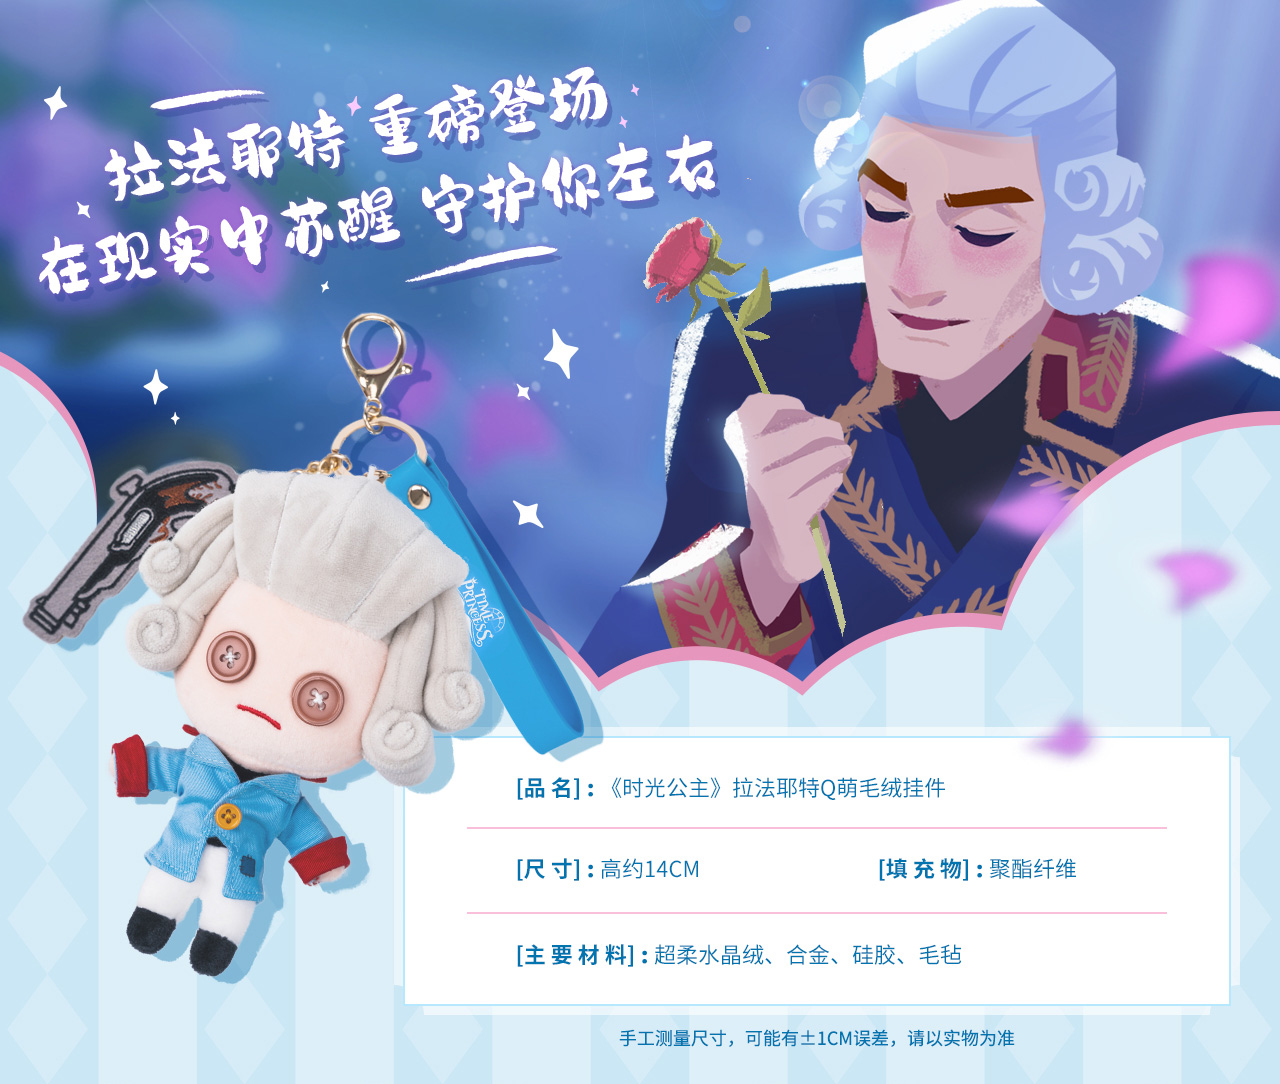 拉法耶特 重磅登场
在现实中苏醒 守护你左右
TIME
PRINCESS
[品 名]：《时光公主》拉法耶特Q萌毛绒挂件
[尺 寸]：高约14CM
[填 充 物]：聚酯纤维
[主 要 材 料]：超柔水晶绒、合金、硅胶、毛毡
手工测量尺寸，可能有±1CM误差，请以实物为准